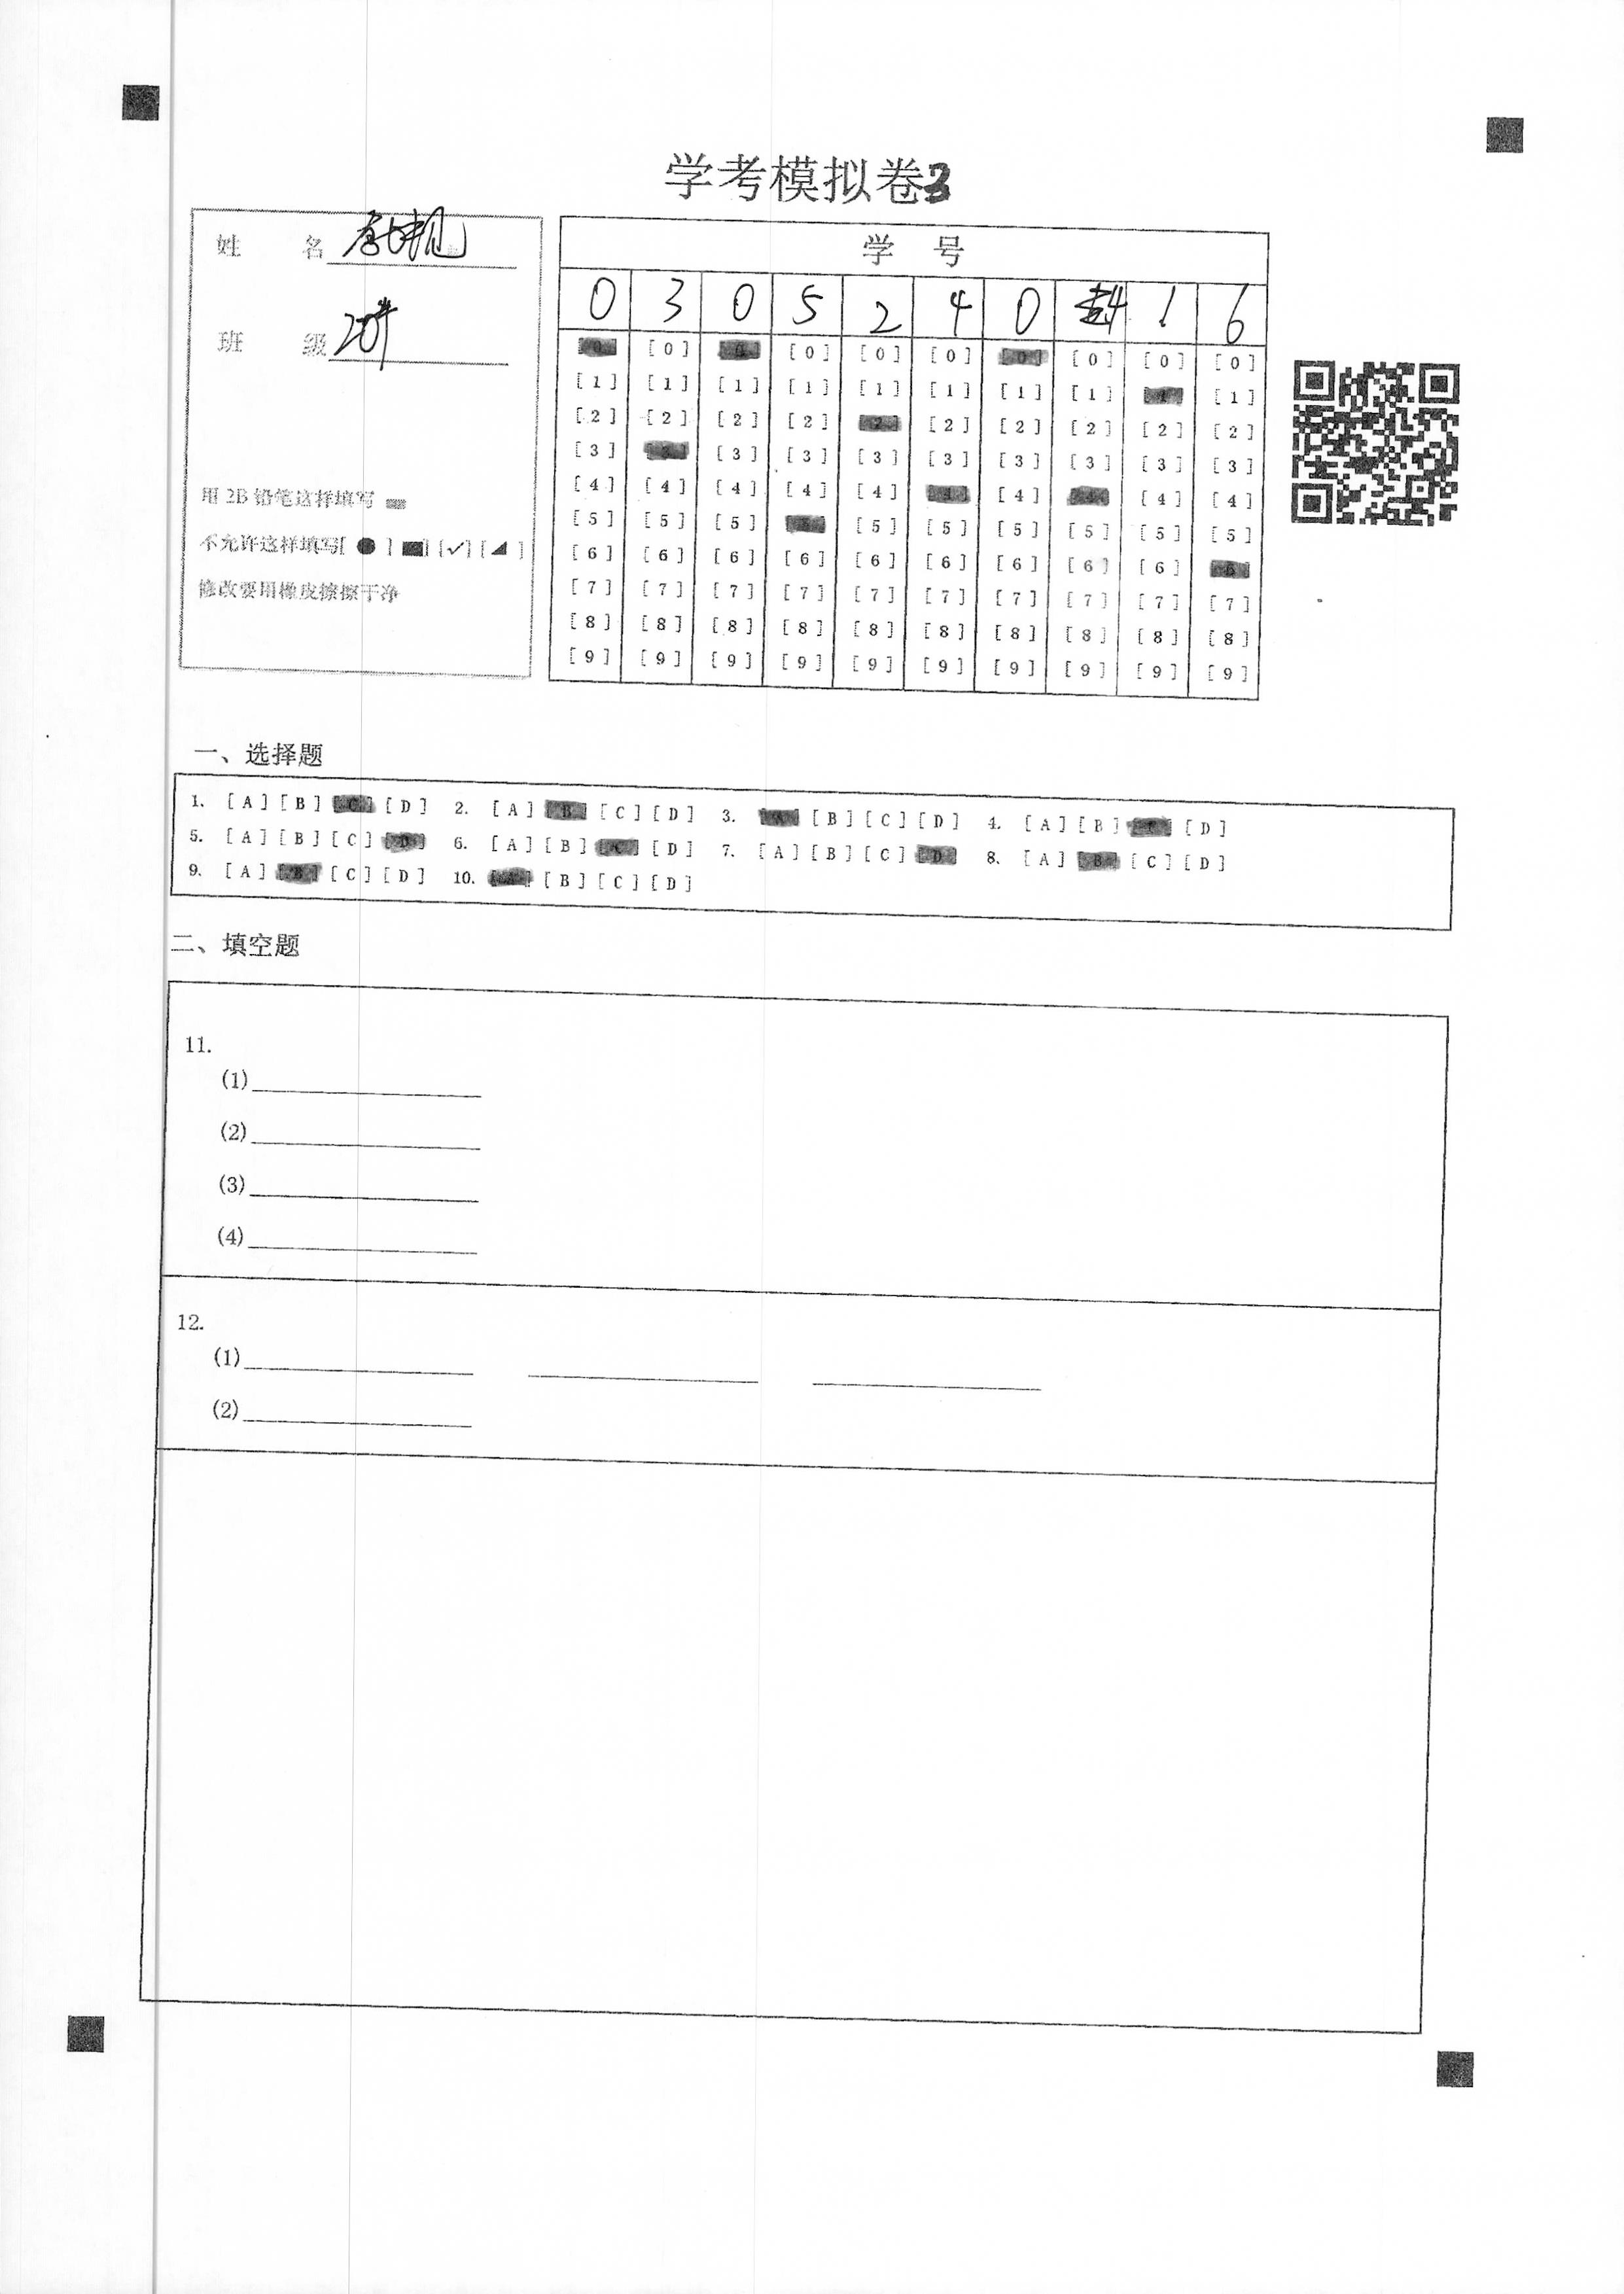 学考模拟卷3
姓 名
班 级 204
用 2B 铅笔这样填写
不允许这样填写[ ● ] [■] [✓] [◢ ]
修改要用橡皮擦擦干净
学 号
0 3 0 5 2 4 0 4 1 6
[0] [0] [0] [0] [0] [0] [0] [0] [0] [0]
[1] [1] [1] [1] [1] [1] [1] [1] [1] [1]
[2] [2] [2] [2] [2] [2] [2] [2] [2] [2]
[3] [3] [3] [3] [3] [3] [3] [3] [3] [3]
[4] [4] [4] [4] [4] [4] [4] [4] [4] [4]
[5] [5] [5] [5] [5] [5] [5] [5] [5] [5]
[6] [6] [6] [6] [6] [6] [6] [6] [6] [6]
[7] [7] [7] [7] [7] [7] [7] [7] [7] [7]
[8] [8] [8] [8] [8] [8] [8] [8] [8] [8]
[9] [9] [9] [9] [9] [9] [9] [9] [9] [9]
一、选择题
1. [A] [B] [C] [D] 2. [A] [B] [C] [D] 3. [A] [B] [C] [D] 4. [A] [B] [C] [D]
5. [A] [B] [C] [D] 6. [A] [B] [C] [D] 7. [A] [B] [C] [D] 8. [A] [B] [C] [D]
9. [A] [B] [C] [D] 10. [A] [B] [C] [D]
二、填空题
11.
(1)
(2)
(3)
(4)
12.
(1)
(2)